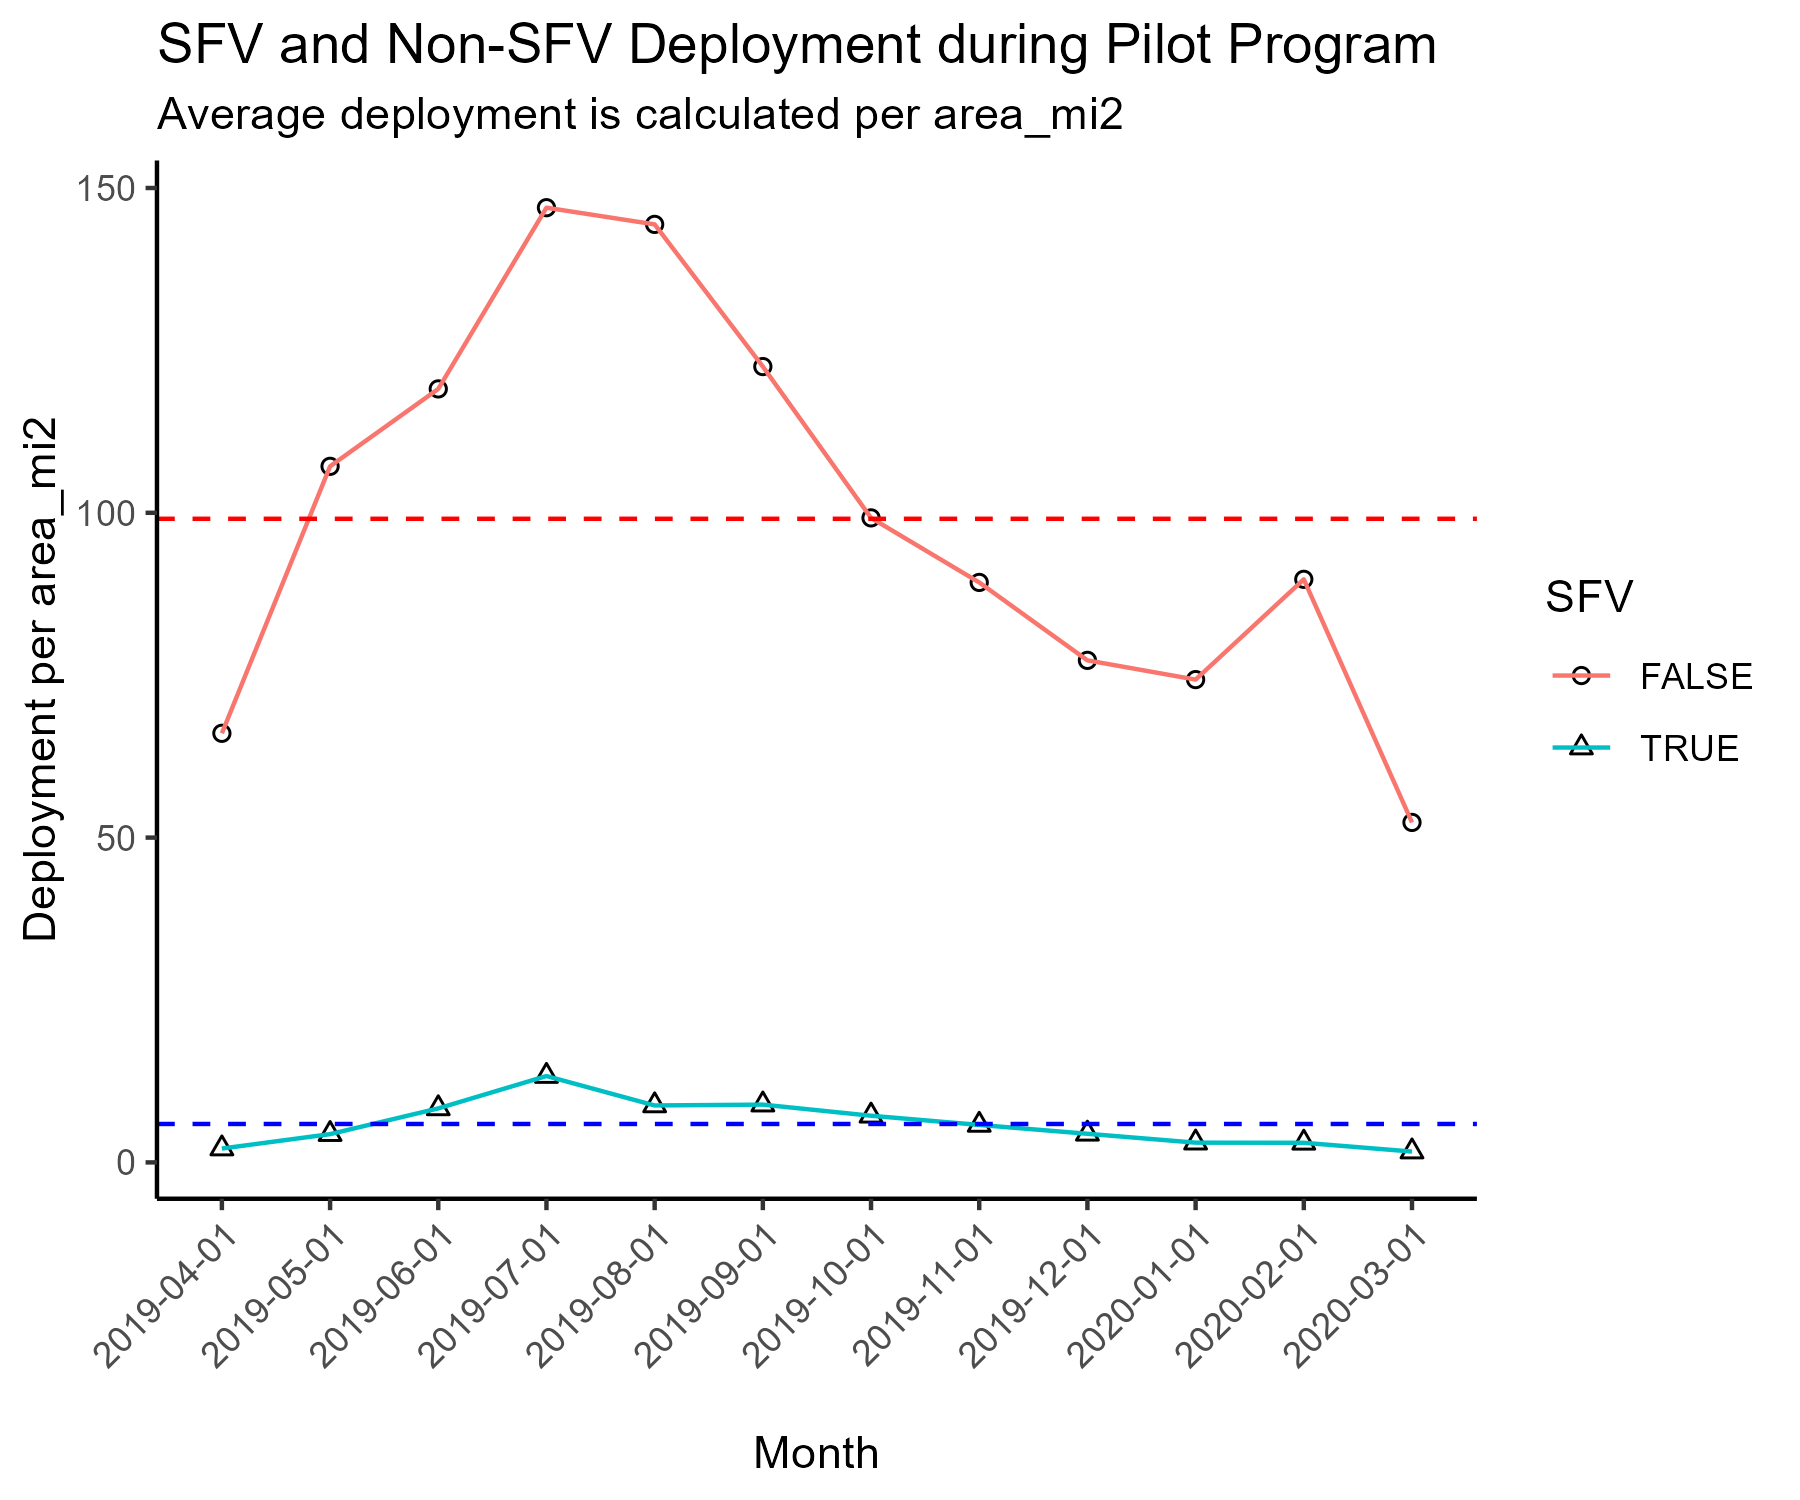 SFV and Non-SFV Deployment during Pilot Program
Average deployment is calculated per area_mi2
Deployment per area_mi2
150
100
50
0
2019-04-01
2019-05-01
2019-06-01
2019-07-01
2019-08-01
2019-09-01
2019-10-01
2019-11-01
2019-12-01
2020-01-01
2020-02-01
2020-03-01
Month
SFV
FALSE
TRUE